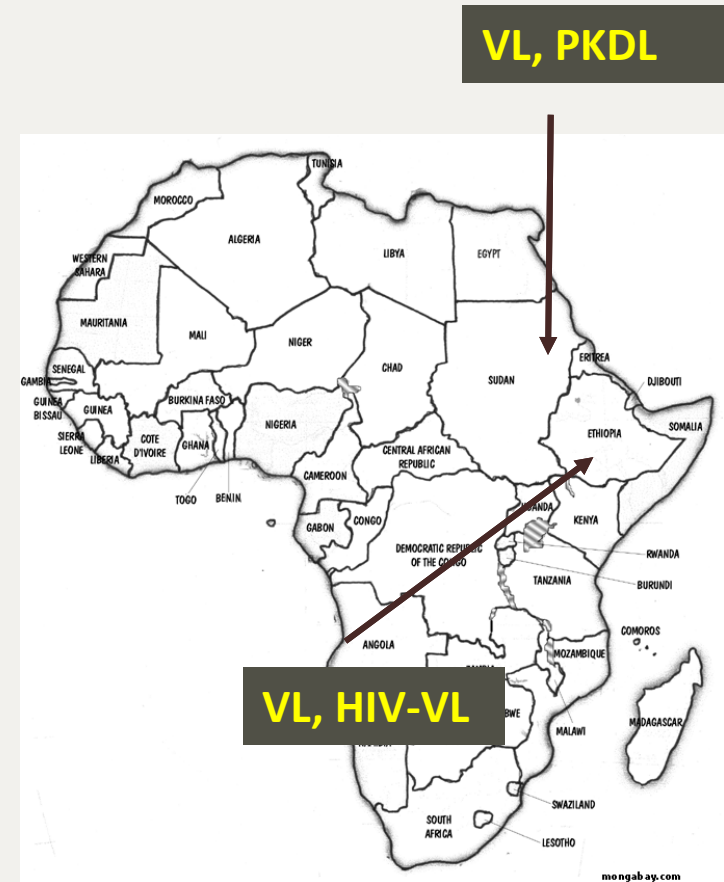 VL, PKDL
TUNISIA
MOROCCO
ALGERIA
LIBYA
EGYPT
WESTERN
SAHARA
MAURITANIA
MALI
NIGER
CHAD
SUDAN
ERITREA
DJIBOUTI
SENEGAL
GAMBIA
GUINEA
BISSAU
GUINEA
BURKINA FASO
NIGERIA
ETHIOPIA
SOMALIA
SIERRA
LEONE
LIBERIA
COTE
D'IVOIRE
GHANA
TOGO
BENIN
CENTRAL AFRICAN
REPUBLIC
CAMEROON
GABON
CONGO
UGANDA
KENYA
DEMOCRATIC REPUBLIC
OF THE CONGO
RWANDA
BURUNDI
TANZANIA
COMOROS
ANGOLA
MOZAMBIQUE
VL, HIV-VL
BWE
MALAWI
MADAGASCAR
SWAZILAND
SOUTH
AFRICA
LESOTHO
mongabay.com